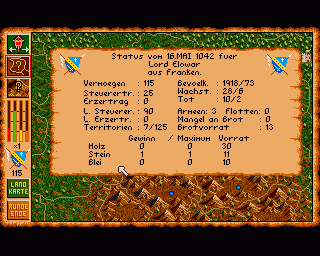 Status vom 16.MAI 1042 fuer
Lord Elowar
aus Franken.
Vermoegen : 115 Bevoelk. : 1918/73
Steuerertr. : 25 Wachst. : 28/6
Erzertrag : 0 Tot : 10/2
L. Steuerer. : 90 Armeen : 3 Flotten : 0
L. Erzertr. : 0 Mangel an Brot : 0
Territorien : 7/125 Brotvorrat : 13
Gewinn / Maximum Vorrat
Holz 0 0 30
Stein 1 1 11
Blei 0 0 10
x1
115
LAND
KARTE
RUNDE
ENDE